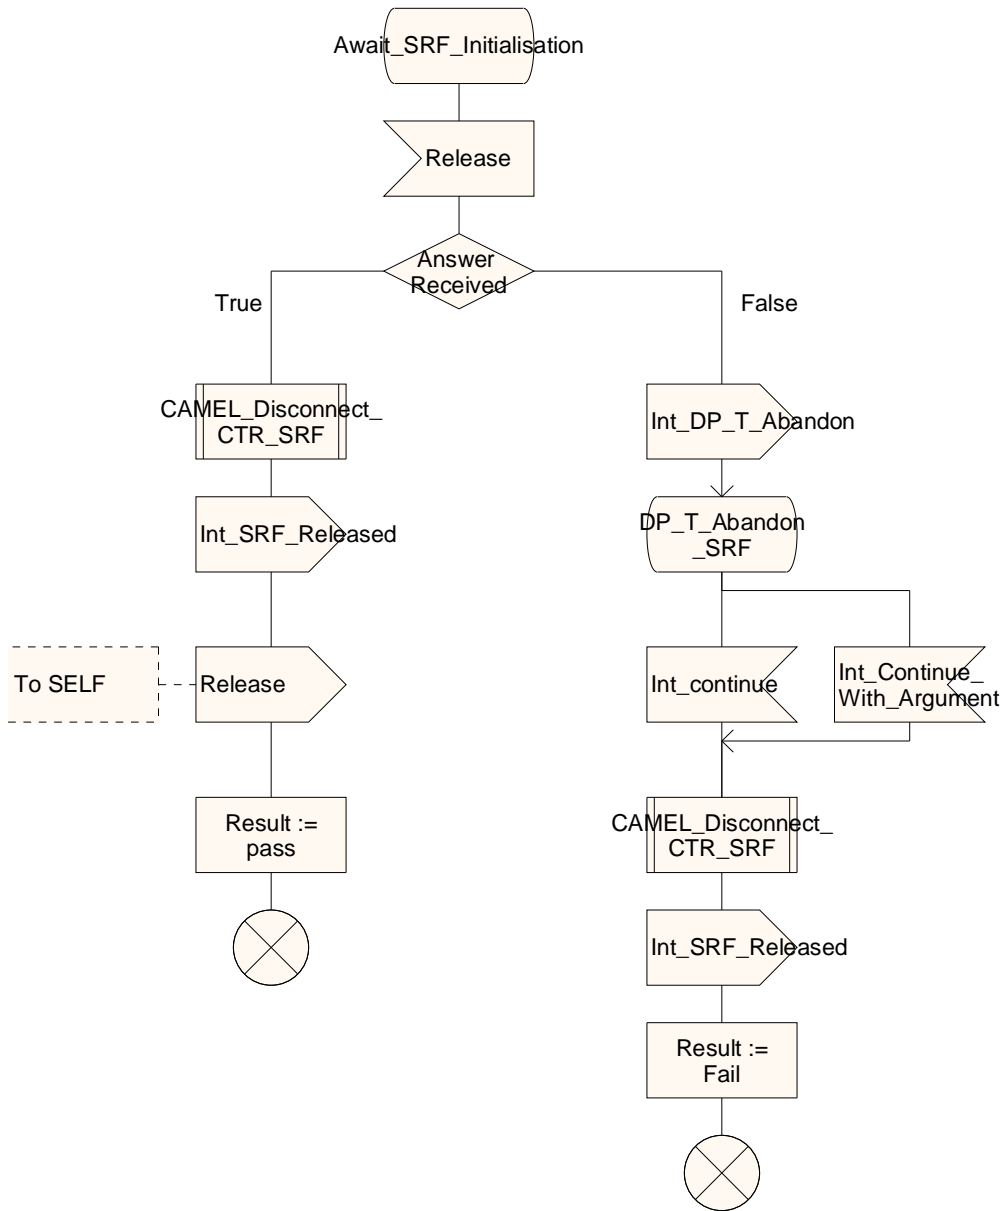 Await_SRF_Initialisation
Release
Answer
Received
True
False
CAMEL_Disconnect_
CTR_SRF
Int_DP_T_Abandon
Int_SRF_Released
DP_T_Abandon
_SRF
To SELF
Release
Int_continue
Int_Continue_
With_Argument
Result :=
pass
CAMEL_Disconnect_
CTR_SRF
Int_SRF_Released
Result :=
Fail